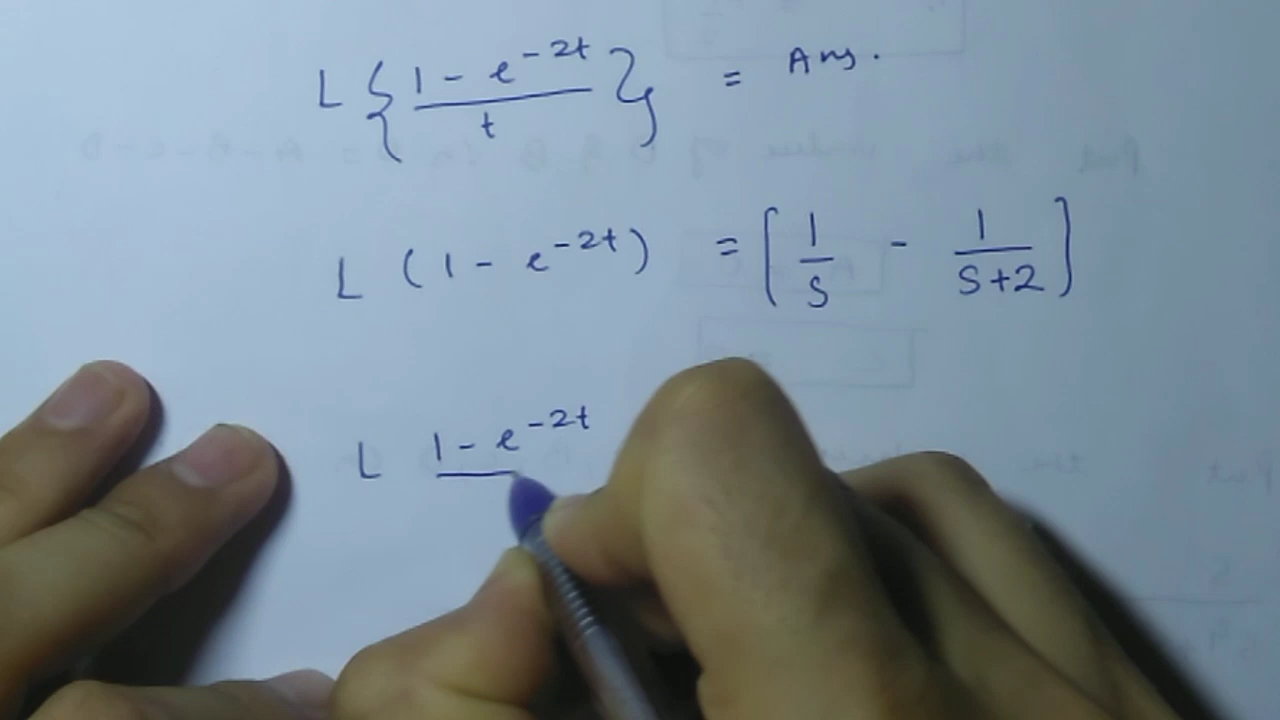 L { 1 - e^-2t / t } = Ans.
L ( 1 - e^-2t ) = [ 1/S - 1/S+2 ]
L 1 - e^-2t